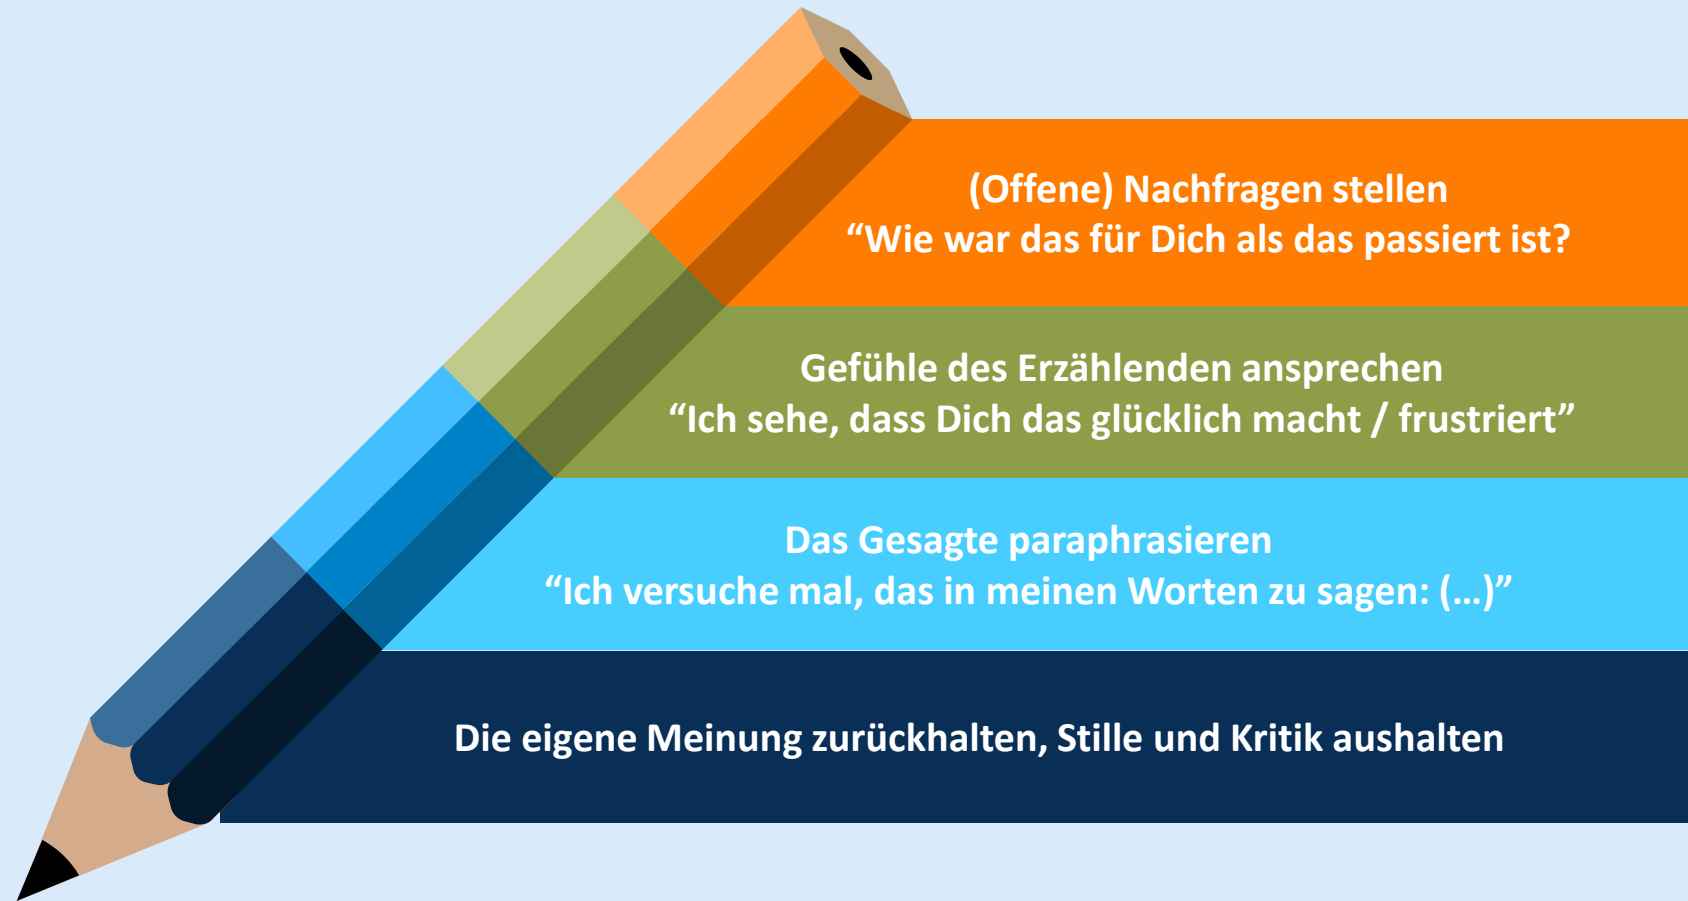 (Offene) Nachfragen stellen
“Wie war das für Dich als das passiert ist?
Gefühle des Erzählenden ansprechen
“Ich sehe, dass Dich das glücklich macht / frustriert”
Das Gesagte paraphrasieren
“Ich versuche mal, das in meinen Worten zu sagen: (…)”
Die eigene Meinung zurückhalten, Stille und Kritik aushalten